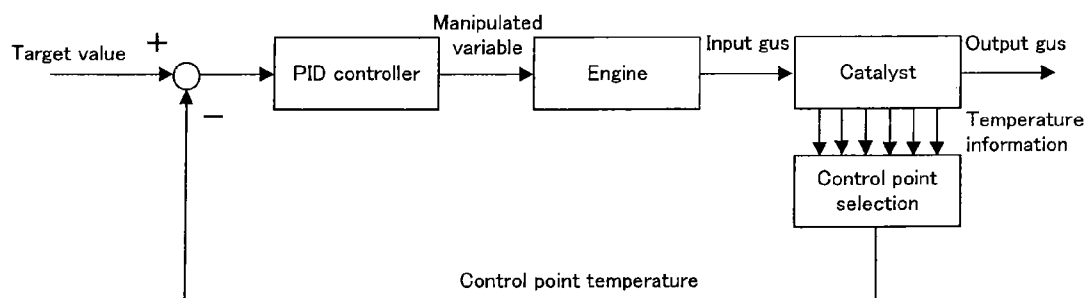 Target value
+
−
PID controller
Manipulated
variable
Engine
Input gus
Catalyst
Output gus
Temperature
information
Control point
selection
Control point temperature